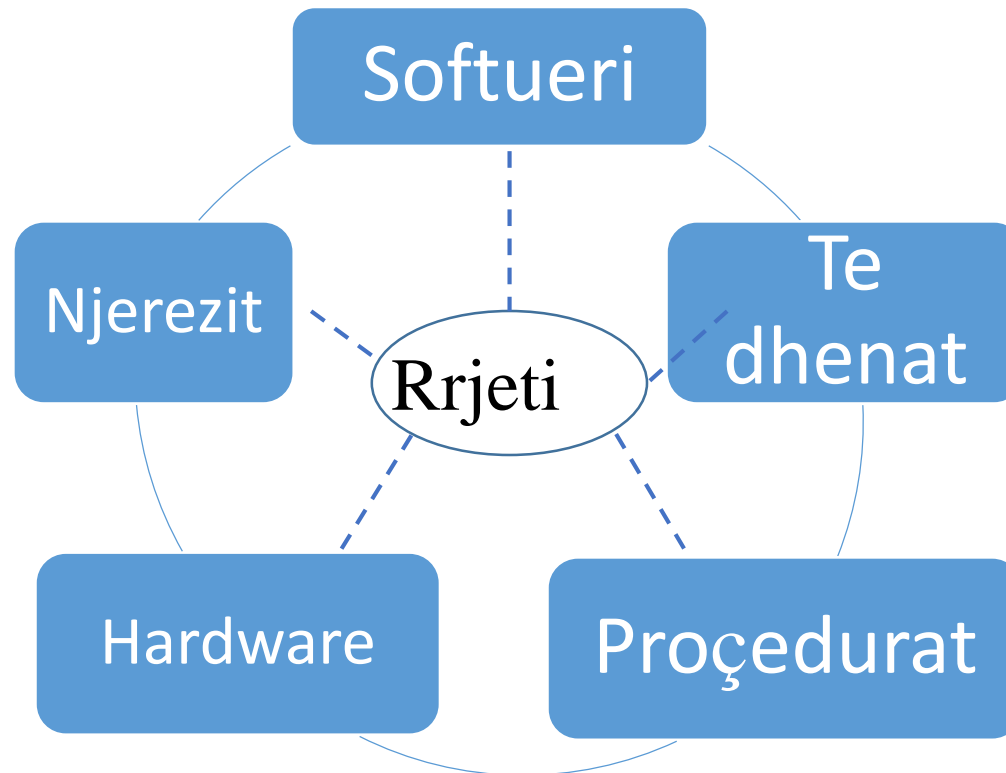 Softueri
Njerezit
Te
dhenat
Rrjeti
Hardware
Proçedurat